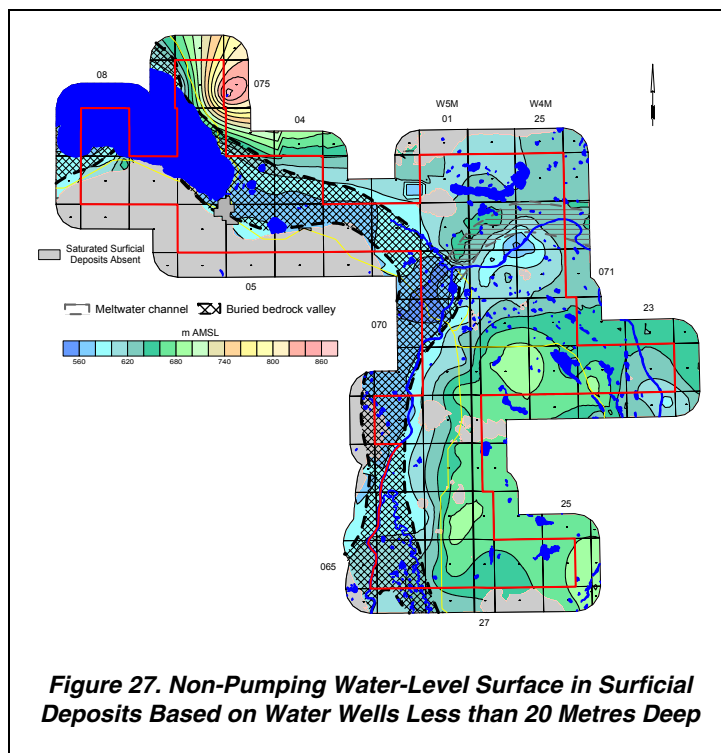 08
075
04
W5M W4M
01 25
Saturated Surficial
Deposits Absent
05
071
Meltwater channel Buried bedrock valley
070
23
m AMSL
560 620 680 740 800 860
25
065
27
Figure 27. Non-Pumping Water-Level Surface in Surficial
Deposits Based on Water Wells Less than 20 Metres Deep